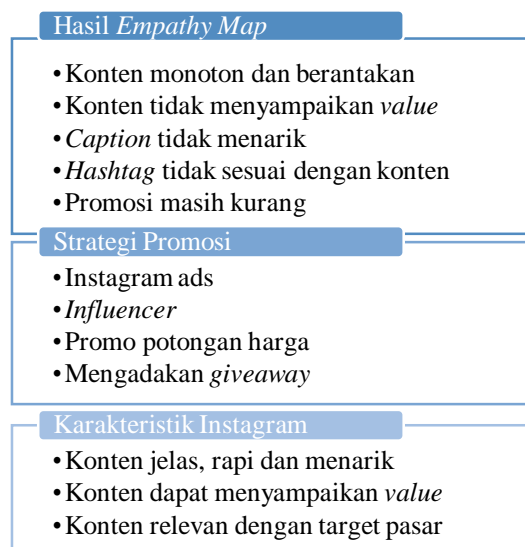 Hasil Empathy Map
•Konten monoton dan berantakan
•Konten tidak menyampaikan value
•Caption tidak menarik
•Hashtag tidak sesuai dengan konten
•Promosi masih kurang
Strategi Promosi
•Instagram ads
•Influencer
•Promo potongan harga
•Mengadakan giveaway
Karakteristik Instagram
•Konten jelas, rapi dan menarik
•Konten dapat menyampaikan value
•Konten relevan dengan target pasar